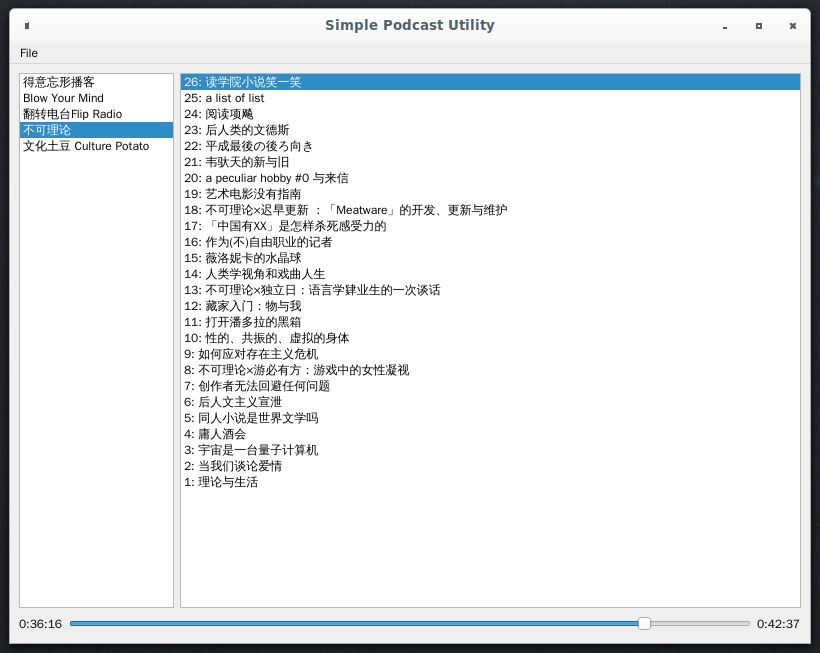 Simple Podcast Utility
File
得意忘形播客
Blow Your Mind
翻转电台Flip Radio
不可理论
文化土豆 Culture Potato
26: 读学院小说笑一笑
25: a list of list
24: 阅读项飚
23: 后人类的文德斯
22: 平成最後の後ろ向き
21: 韦驮天的新与旧
20: a peculiar hobby #0 与来信
19: 艺术电影没有指南
18: 不可理论×迟早更新 ：「Meatware」的开发、更新与维护
17: 「中国有XX」是怎样杀死感受力的
16: 作为(不)自由职业的记者
15: 薇洛妮卡的水晶球
14: 人类学视角和戏曲人生
13: 不可理论×独立日：语言学肄业生的一次谈话
12: 藏家入门：物与我
11: 打开潘多拉的黑箱
10: 性的、共振的、虚拟的身体
9: 如何应对存在主义危机
8: 不可理论×游必有方：游戏中的女性凝视
7: 创作者无法回避任何问题
6: 后人文主义宣泄
5: 同人小说是世界文学吗
4: 庸人酒会
3: 宇宙是一台量子计算机
2: 当我们谈论爱情
1: 理论与生活
0:36:16
0:42:37